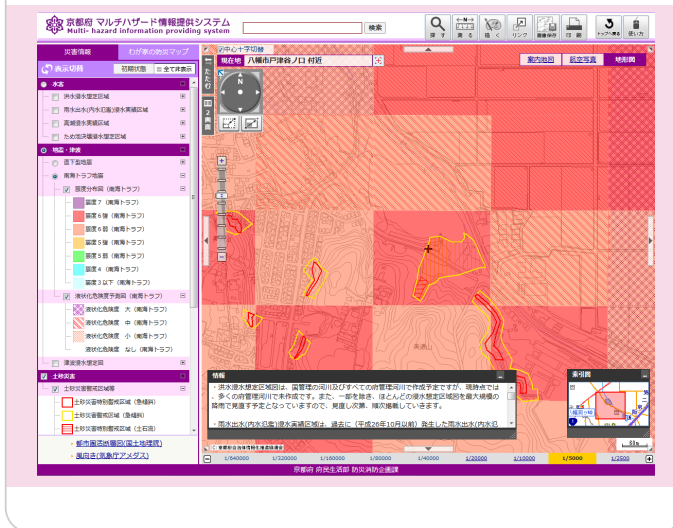 京都府 マルチハザード情報提供システム
Multi- hazard information providing system
検索
探す
測る
描く
リンク
画像保存
印刷
トップへ戻る
使い方
災害情報
わが家の防災マップ
表示切替
初期状態
全て非表示
水害
洪水浸水想定区域
雨水出水(内水氾濫)浸水実績区域
高潮浸水実績区域
ため池決壊浸水想定区域
地震・津波
直下型地震
南海トラフ地震
震度分布図（南海トラフ）
震度７（南海トラフ）
震度６強（南海トラフ）
震度６弱（南海トラフ）
震度５強（南海トラフ）
震度５弱（南海トラフ）
震度４（南海トラフ）
震度３以下（南海トラフ）
液状化危険度予測図（南海トラフ）
液状化危険度 大（南海トラフ）
液状化危険度 中（南海トラフ）
液状化危険度 小（南海トラフ）
液状化危険度 なし（南海トラフ）
津波浸水想定図
土砂災害
土砂災害警戒区域等
土砂災害特別警戒区域（急傾斜）
土砂災害警戒区域（急傾斜）
土砂災害特別警戒区域（土石流）
都市圏活断層図(国土地理院)
風向き(気象庁アメダス)
たたむ
2画面
中心十字切替
現在地 八幡市戸津谷ノ口 付近
案内地図
航空写真
地形図
N
美濃山
情報
・洪水浸水想定区域図は、国管理の河川及びすべての府管理河川で作成予定ですが、現時点では
、多くの府管理河川で未作成です。また、一部を除き、ほとんどの浸水想定区域図を最大規模の
降雨で見直す予定となっていますので、見直し次第、順次掲載していきます。
・雨水出水(内水氾濫)浸水実績区域は、過去に（平成26年10月以前）発生した雨水出水(内水氾
索引図
80m
1/640000
1/320000
1/160000
1/80000
1/40000
1/20000
1/10000
1/5000
1/2500
京都府 府民生活部 防災消防企画課